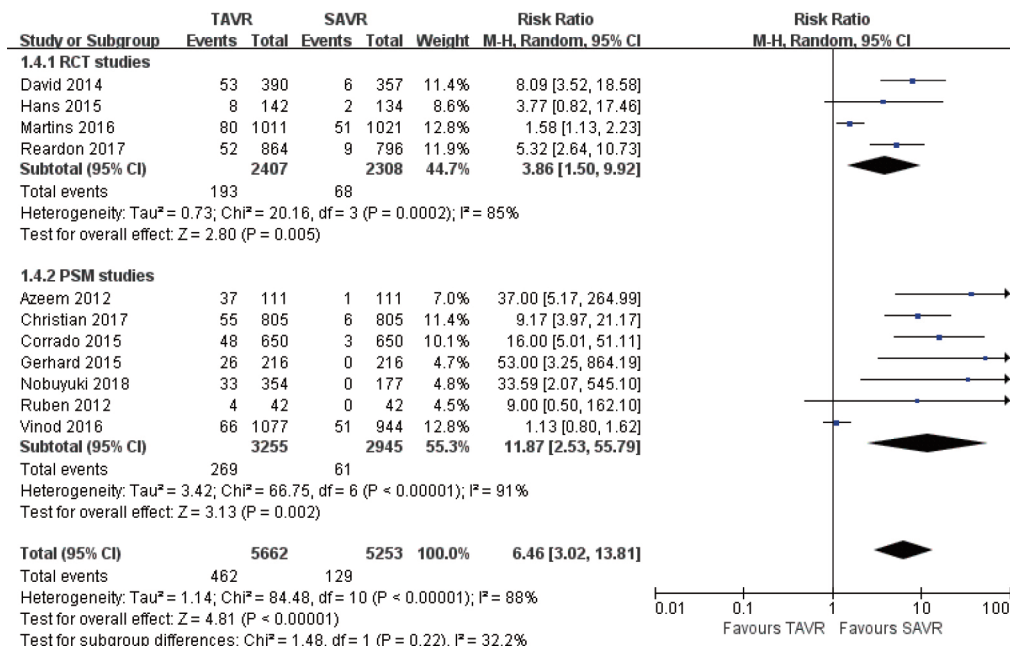 TAVR SAVR Risk Ratio Risk Ratio
Study or Subgroup Events Total Events Total Weight M-H, Random, 95% CI M-H, Random, 95% CI
1.4.1 RCT studies
David 2014 53 390 6 357 11.4% 8.09 [3.52, 18.58]
Hans 2015 8 142 2 134 8.6% 3.77 [0.82, 17.46]
Martins 2016 80 1011 51 1021 12.8% 1.58 [1.13, 2.23]
Reardon 2017 52 864 9 796 11.9% 5.32 [2.64, 10.73]
Subtotal (95% CI) 2407 2308 44.7% 3.86 [1.50, 9.92]
Total events 193 68
Heterogeneity: Tau² = 0.73; Chi² = 20.16, df = 3 (P = 0.0002); I² = 85%
Test for overall effect: Z = 2.80 (P = 0.005)
1.4.2 PSM studies
Azeem 2012 37 111 1 111 7.0% 37.00 [5.17, 264.99]
Christian 2017 55 805 6 805 11.4% 9.17 [3.97, 21.17]
Corrado 2015 48 650 3 650 10.1% 16.00 [5.01, 51.11]
Gerhard 2015 26 216 0 216 4.7% 53.00 [3.25, 864.19]
Nobuyuki 2018 33 354 0 177 4.8% 33.59 [2.07, 545.10]
Ruben 2012 4 42 0 42 4.5% 9.00 [0.50, 162.10]
Vinod 2016 66 1077 51 944 12.8% 1.13 [0.80, 1.62]
Subtotal (95% CI) 3255 2945 55.3% 11.87 [2.53, 55.79]
Total events 269 61
Heterogeneity: Tau² = 3.42; Chi² = 66.75, df = 6 (P < 0.00001); I² = 91%
Test for overall effect: Z = 3.13 (P = 0.002)
Total (95% CI) 5662 5253 100.0% 6.46 [3.02, 13.81]
Total events 462 129
Heterogeneity: Tau² = 1.14; Chi² = 84.48, df = 10 (P < 0.00001); I² = 88%
Test for overall effect: Z = 4.81 (P < 0.00001)
Test for subgroup differences: Chi² = 1.48, df = 1 (P = 0.22), I² = 32.2%
0.01 0.1 1 10 100
Favours TAVR Favours SAVR